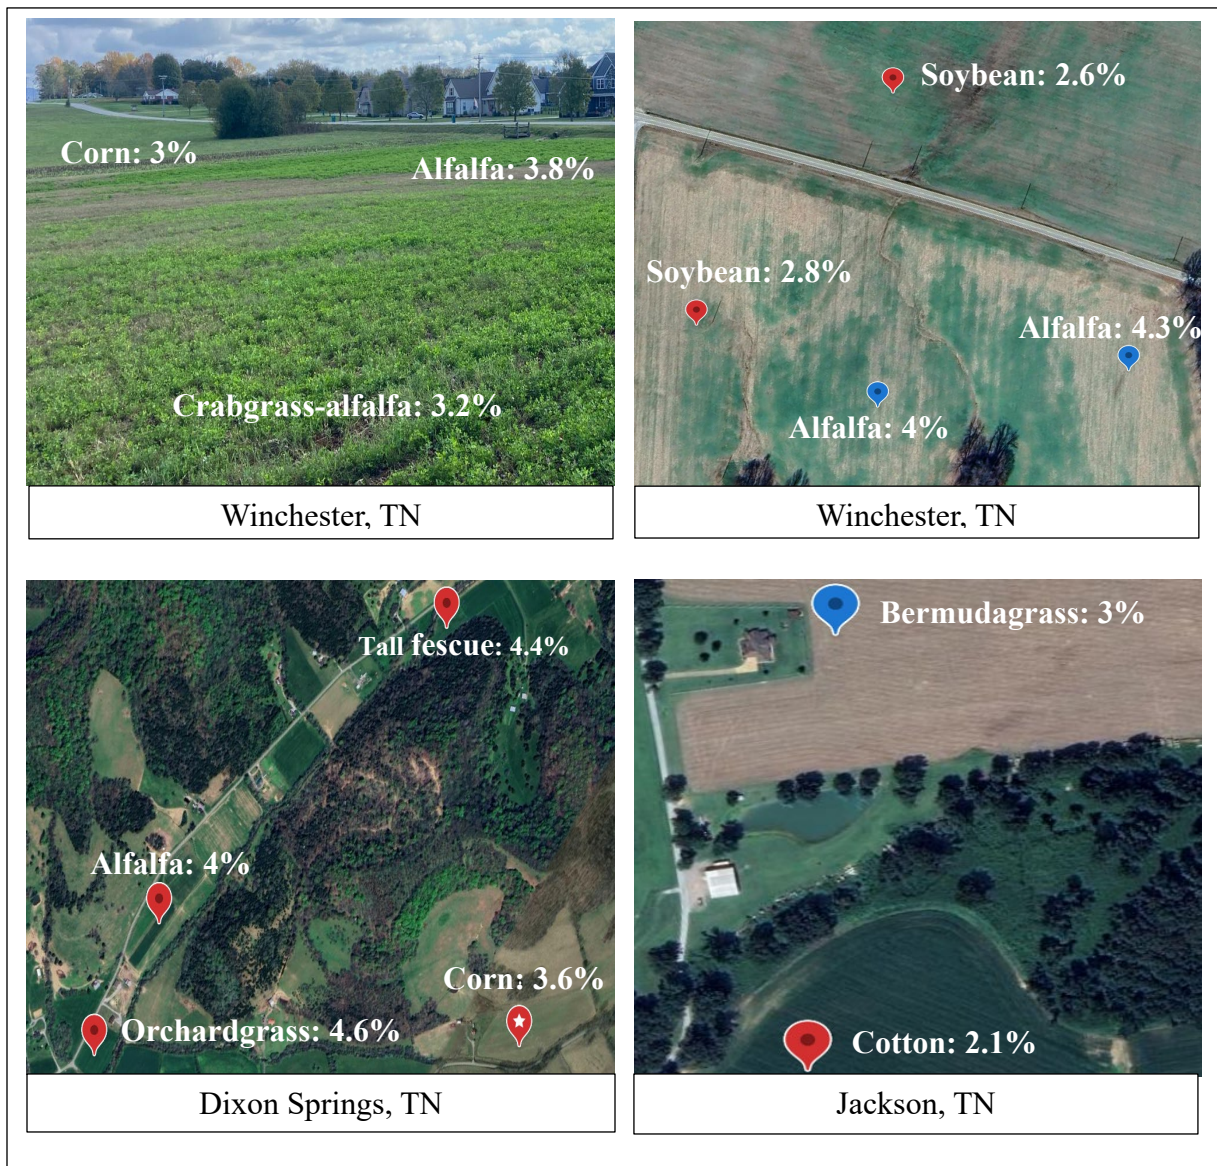 Corn: 3%
Alfalfa: 3.8%
Crabgrass-alfalfa: 3.2%
Winchester, TN
Soybean: 2.6%
Soybean: 2.8%
Alfalfa: 4.3%
Alfalfa: 4%
Winchester, TN
Tall fescue: 4.4%
Alfalfa: 4%
Corn: 3.6%
Orchardgrass: 4.6%
Dixon Springs, TN
Bermudagrass: 3%
Cotton: 2.1%
Jackson, TN